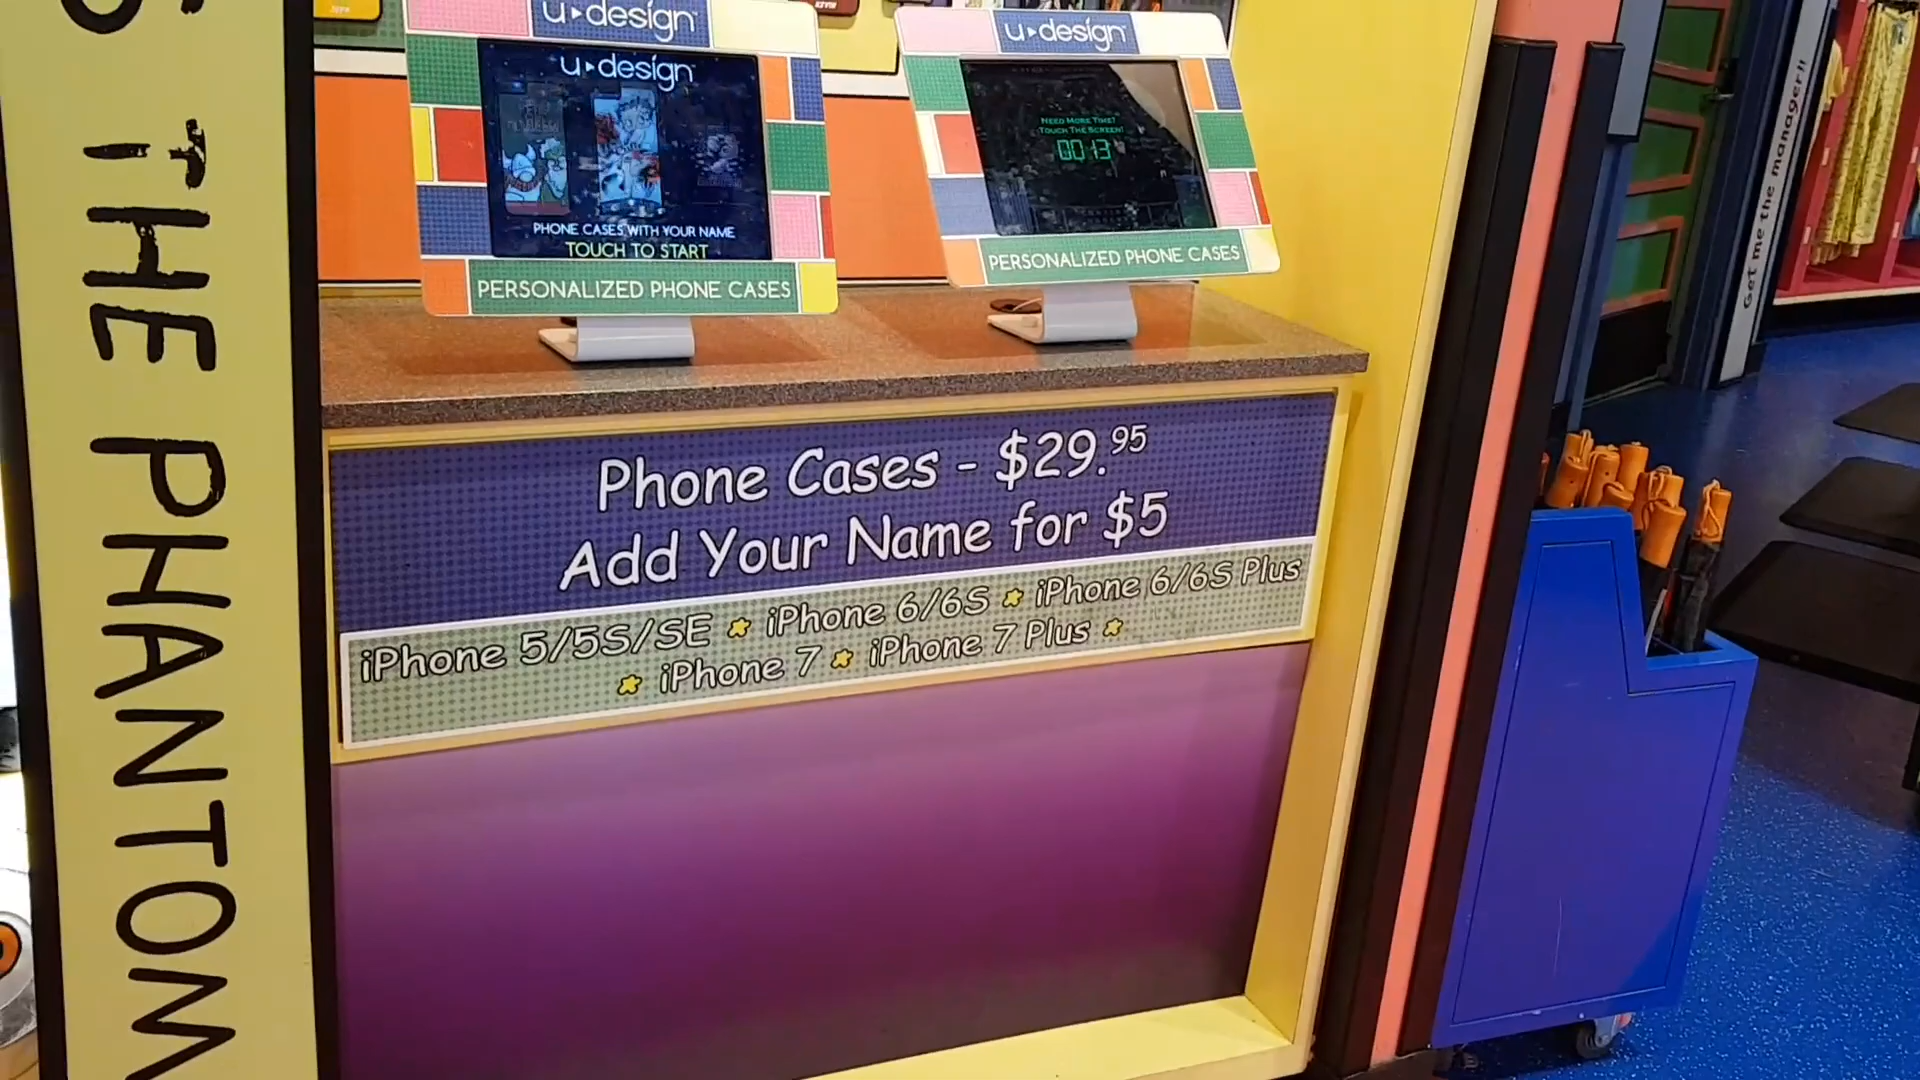 S THE PHANTOM
JEFF
KEVIN
u▸design
u▸design
PHONE CASES WITH YOUR NAME
TOUCH TO START
PERSONALIZED PHONE CASES
u▸design
NEED MORE TIME?
TOUCH THE SCREEN!
00 13
PERSONALIZED PHONE CASES
Phone Cases - $29.95
Add Your Name for $5
iPhone 5/5S/SE ★ iPhone 6/6S ★ iPhone 6/6S Plus
★ iPhone 7 ★ iPhone 7 Plus ★
Get me the manager!!